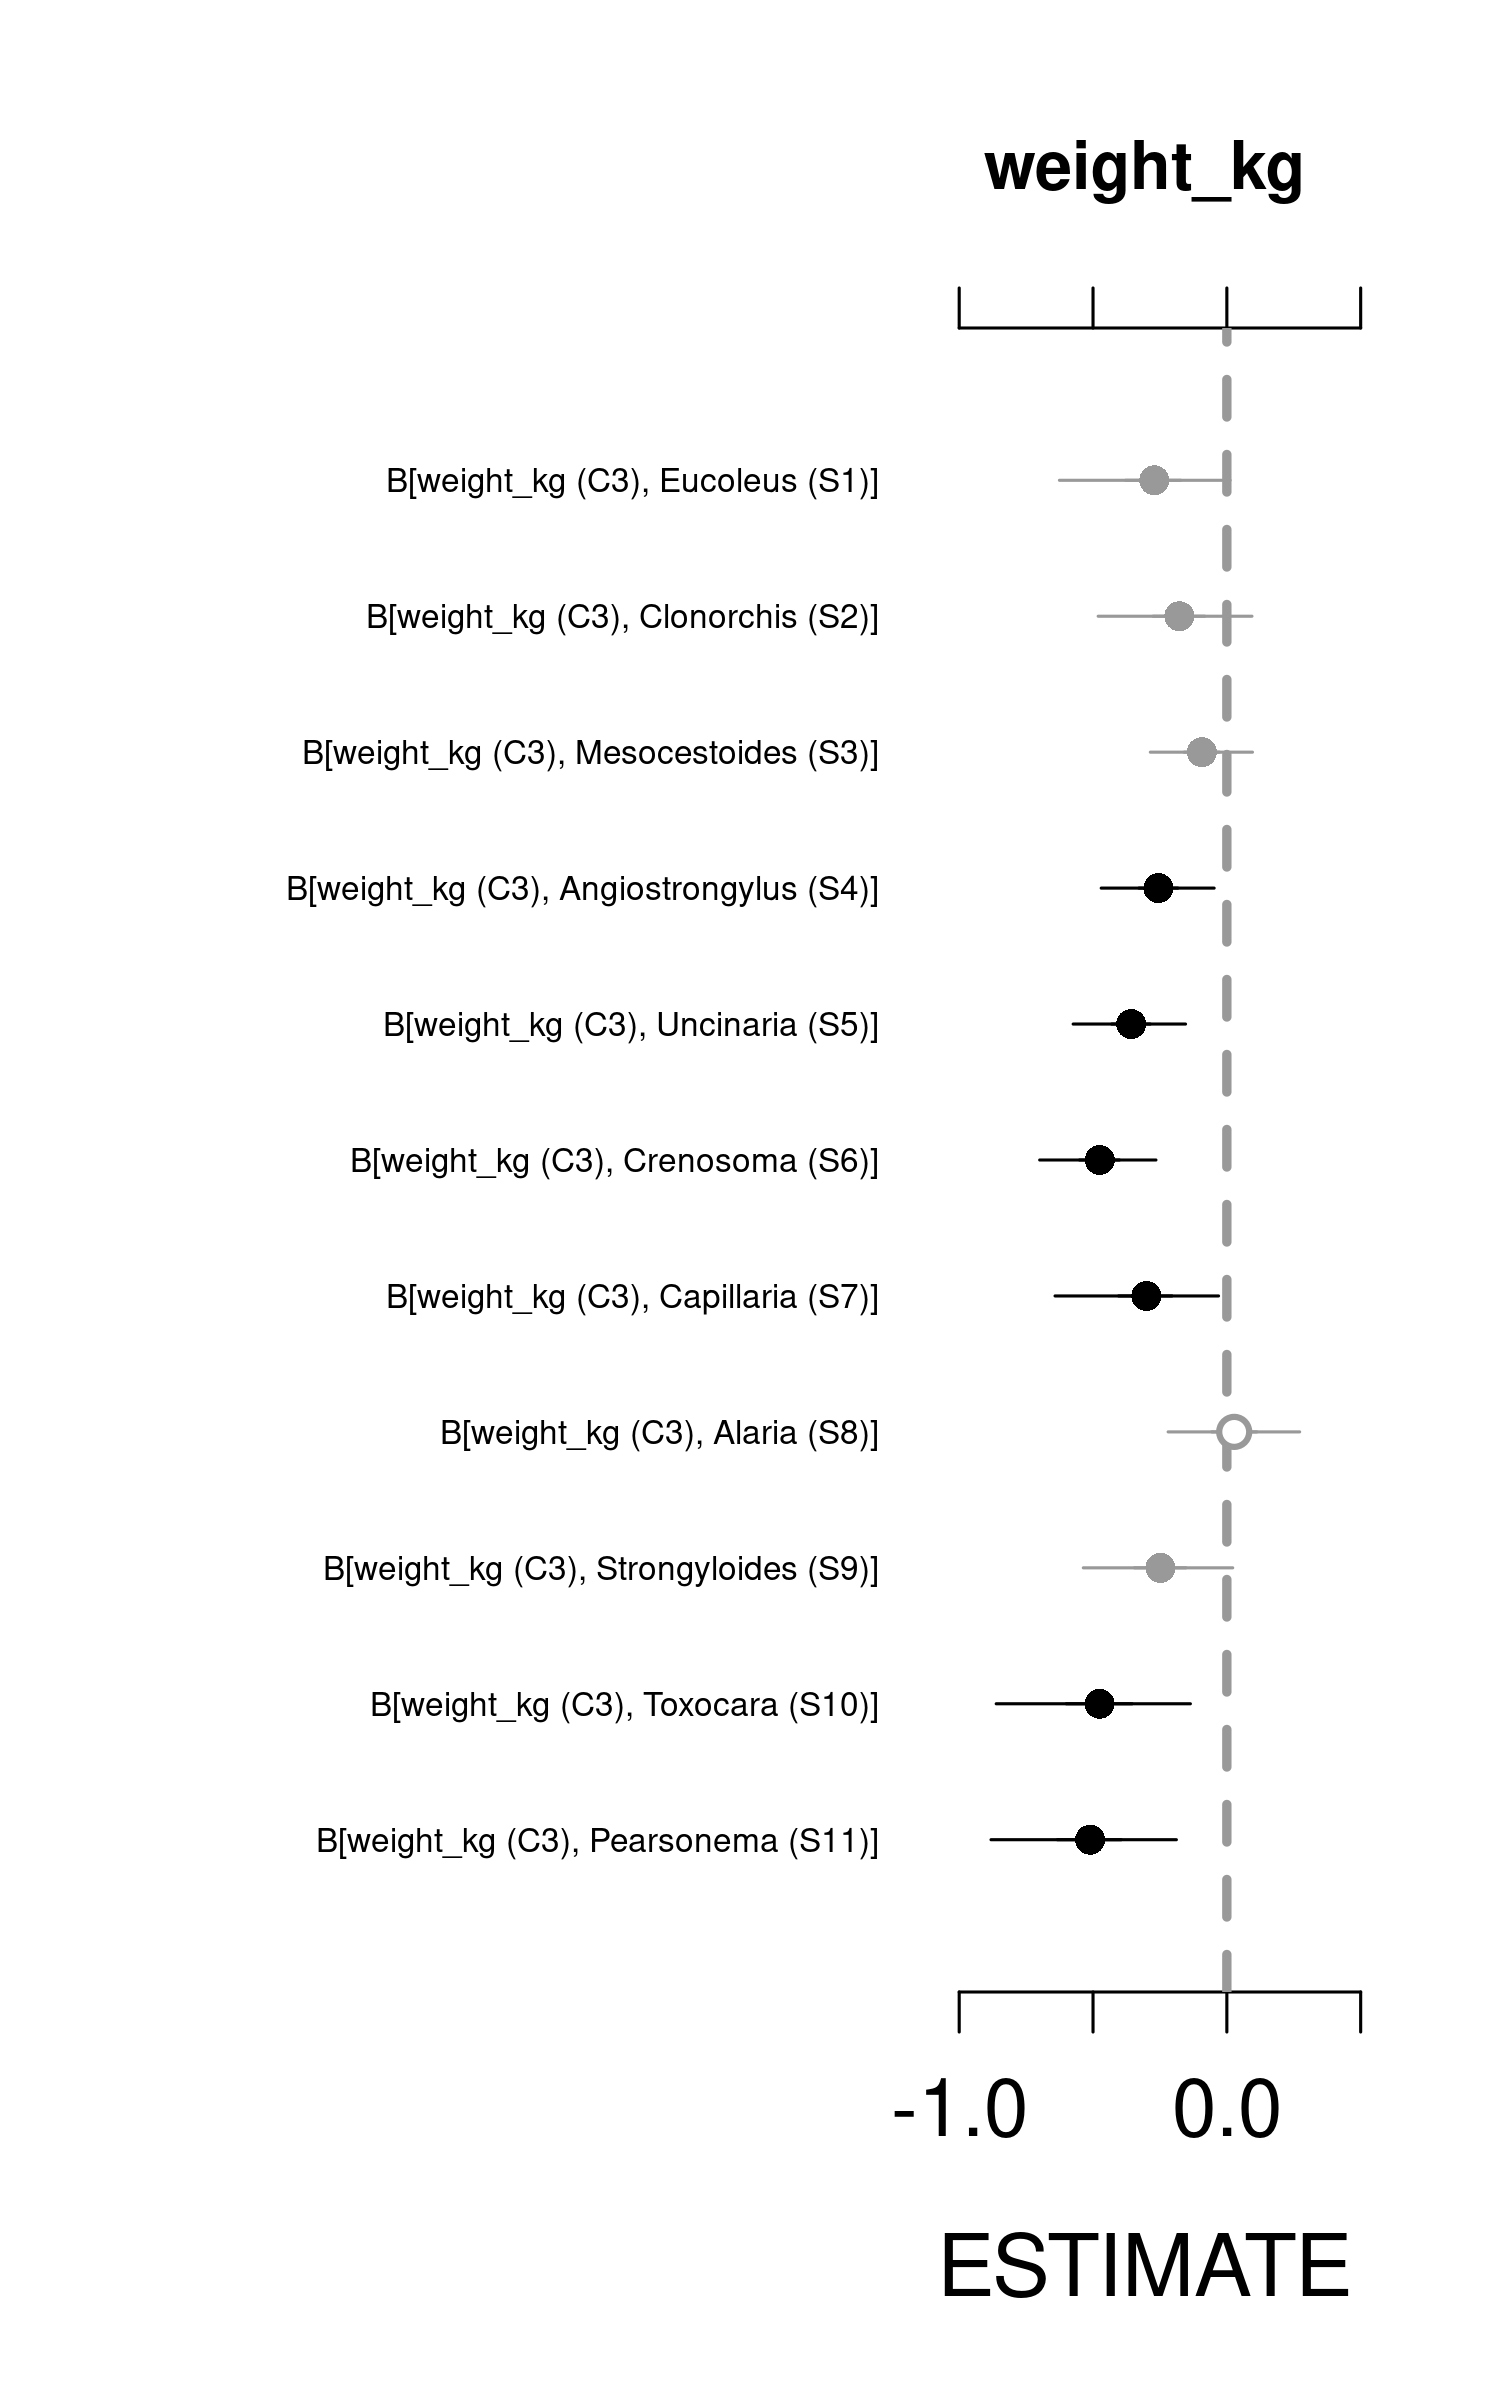 weight_kg
B[weight_kg (C3), Eucoleus (S1)]
B[weight_kg (C3), Clonorchis (S2)]
B[weight_kg (C3), Mesocestoides (S3)]
B[weight_kg (C3), Angiostrongylus (S4)]
B[weight_kg (C3), Uncinaria (S5)]
B[weight_kg (C3), Crenosoma (S6)]
B[weight_kg (C3), Capillaria (S7)]
B[weight_kg (C3), Alaria (S8)]
B[weight_kg (C3), Strongyloides (S9)]
B[weight_kg (C3), Toxocara (S10)]
B[weight_kg (C3), Pearsonema (S11)]
-1.0 0.0
ESTIMATE